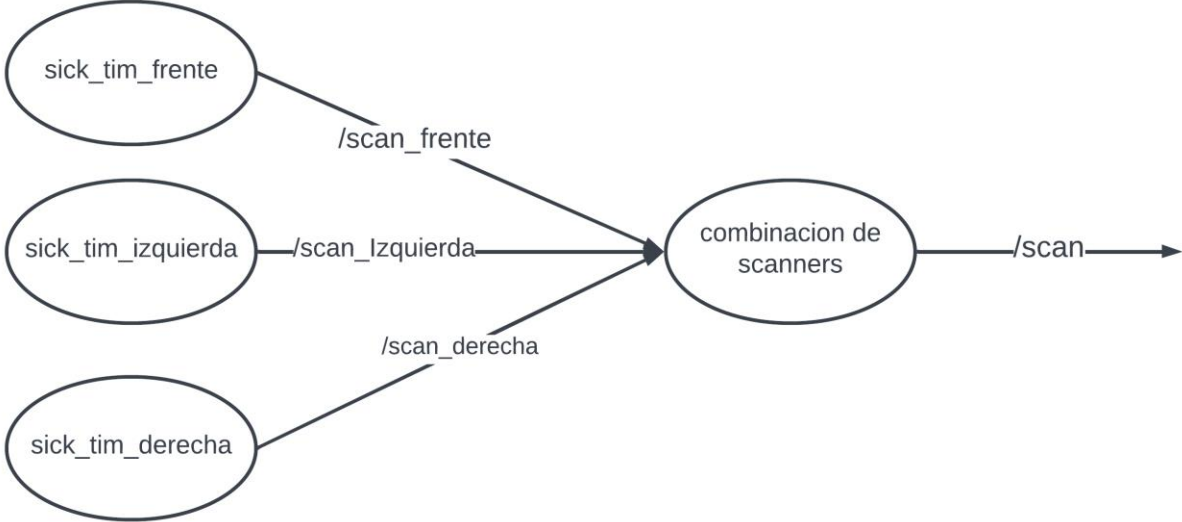 sick_tim_frente
/scan_frente
sick_tim_izquierda
/scan_Izquierda
combinacion de
scanners
/scan
/scan_derecha
sick_tim_derecha